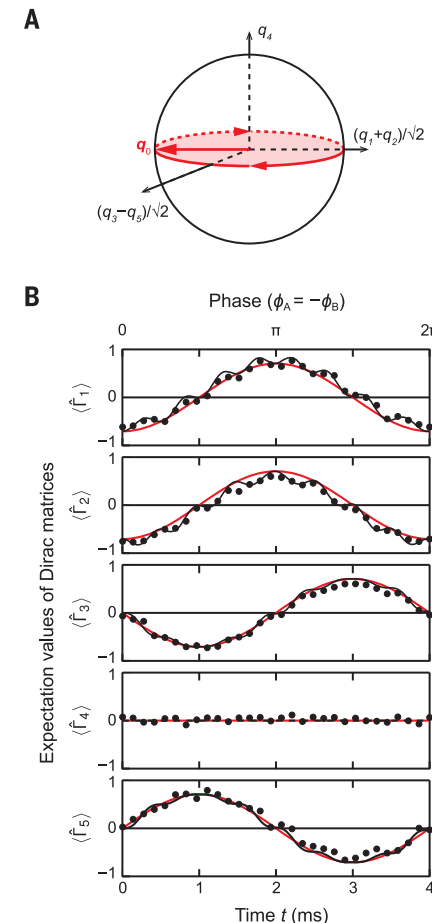 A
q₄
q₀
(q₁+q₂)/√2
(q₃−q₅)/√2
B
Phase (ϕ_A = −ϕ_B)
0 π 2π
Expectation values of Dirac matrices
⟨Γ̂₁⟩
1
0
−1
⟨Γ̂₂⟩
1
0
−1
⟨Γ̂₃⟩
1
0
−1
⟨Γ̂₄⟩
1
0
−1
⟨Γ̂₅⟩
1
0
−1
0 1 2 3 4
Time t (ms)